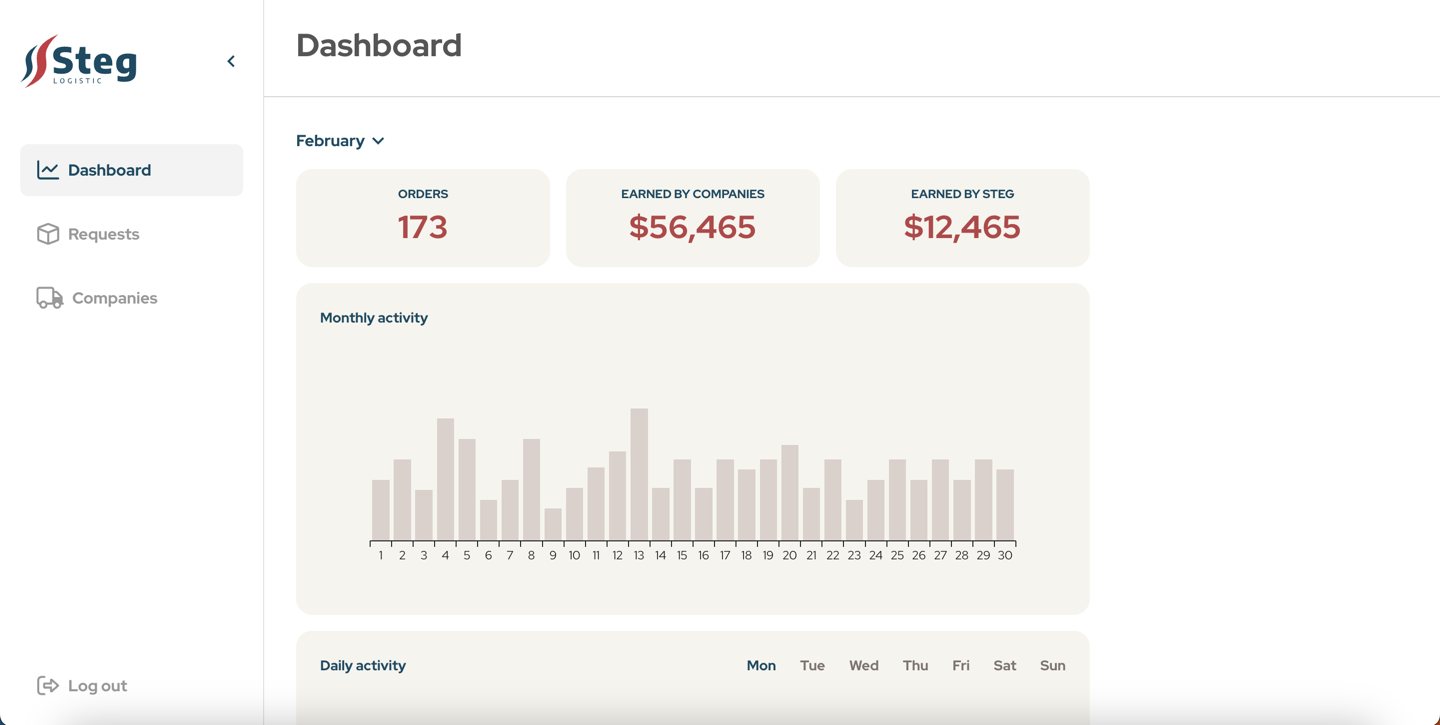 Steg
LOGISTIC
Dashboard
Requests
Companies
Log out
Dashboard
February
ORDERS
173
EARNED BY COMPANIES
$56,465
EARNED BY STEG
$12,465
Monthly activity
1 2 3 4 5 6 7 8 9 10 11 12 13 14 15 16 17 18 19 20 21 22 23 24 25 26 27 28 29 30
Daily activity
Mon Tue Wed Thu Fri Sat Sun